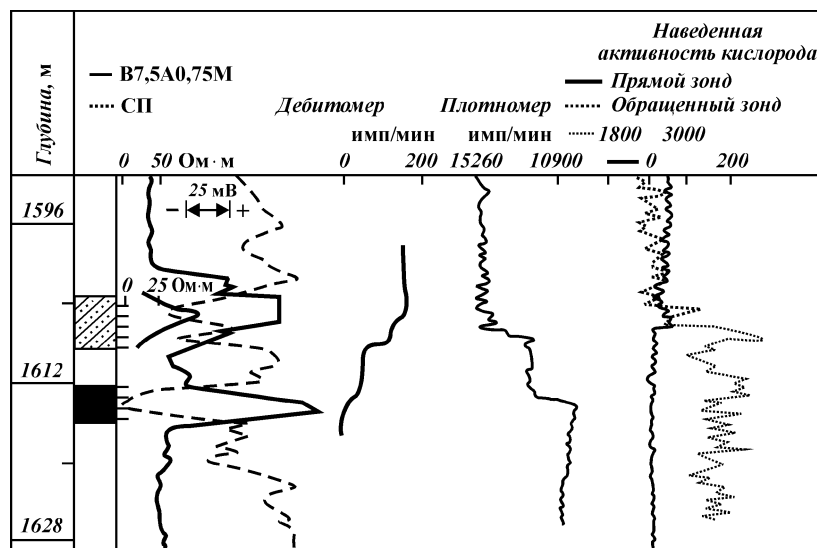 Наведенная
активность кислорода
Прямой зонд
Обращенный зонд
Глубина, м
В7,5А0,75М
СП
Дебитомер
Плотномер
имп/мин
имп/мин
1800 3000
0 50 Ом·м
0 200
15260 10900
0 200
25 мВ
− +
1596
0 25 Ом·м
1612
1628